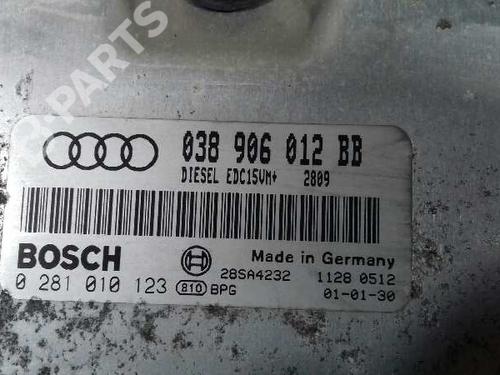 B-PARTS
038 906 012 BB
DIESEL EDC15VM+ 2809
BOSCH
Made in Germany
28SA4232 1128 0512
0 281 010 123 810 BPG 01-01-30